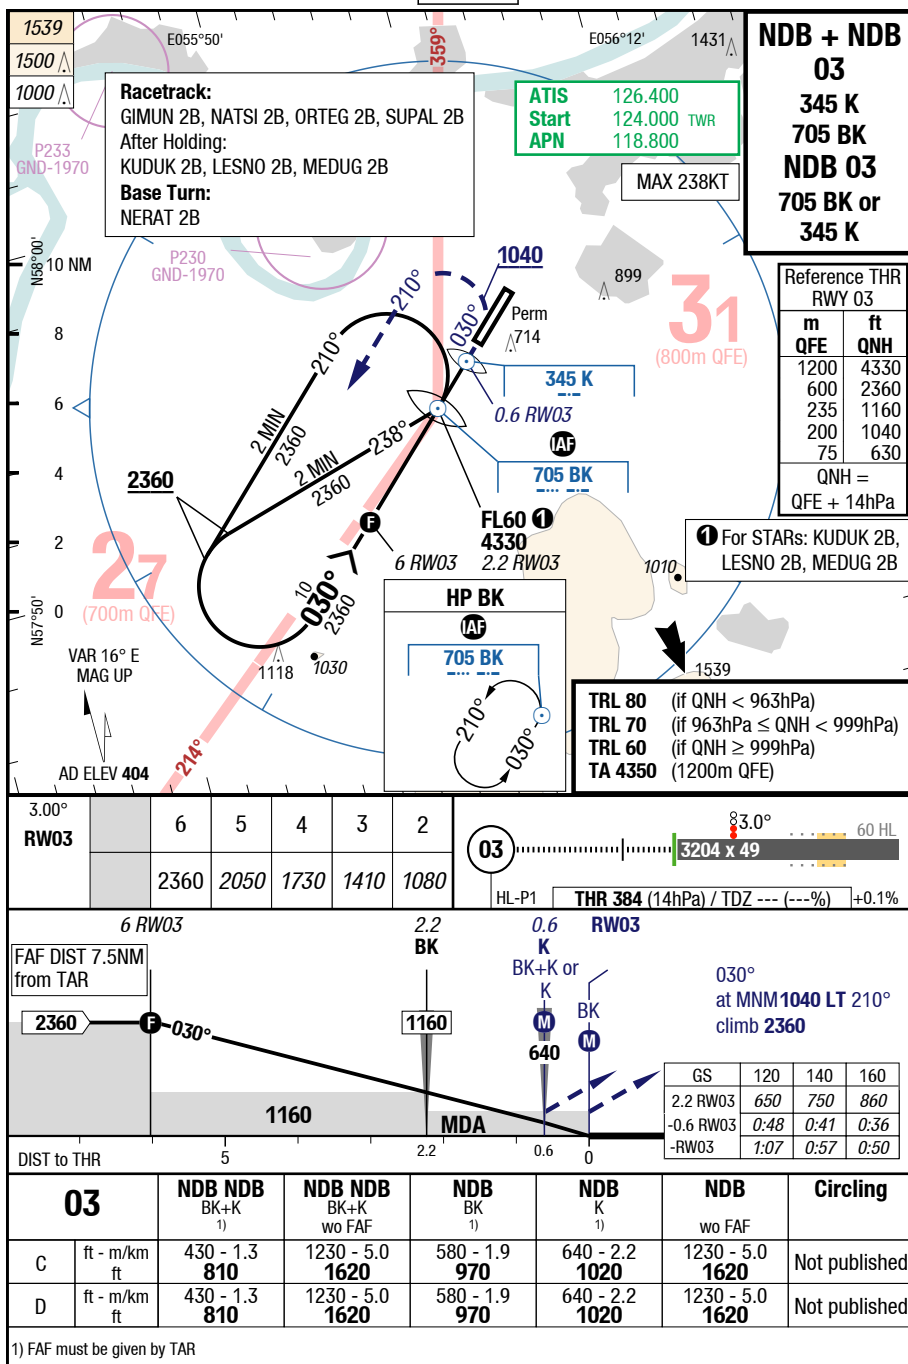 1539
1500
1000
E055°50'
359°
E056°12'
1431
NDB + NDB
03
345 K
705 BK
NDB 03
705 BK or
345 K
Racetrack:
GIMUN 2B, NATSI 2B, ORTEG 2B, SUPAL 2B
After Holding:
KUDUK 2B, LESNO 2B, MEDUG 2B
Base Turn:
NERAT 2B
ATIS 126.400
Start 124.000 TWR
APN 118.800
MAX 238KT
P233
GND-1970
P230
GND-1970
N58°00'
10 NM
8
6
4
2
0
N57°50'
1040
210°
030°
Perm
714
899
31
(800m QFE)
Reference THR
RWY 03
m ft
QFE QNH
1200 4330
600 2360
235 1160
200 1040
75 630
QNH =
QFE + 14hPa
210°
2 MIN
2360
238°
2 MIN
2360
2360
345 K
0.6 RW03
IAF
705 BK
FL60 1
4330
2.2 RW03
F
6 RW03
1 For STARs: KUDUK 2B,
LESNO 2B, MEDUG 2B
27
(700m QFE)
10
030°
2360
1010
1118
1030
1539
214°
VAR 16° E
MAG UP
AD ELEV 404
HP BK
IAF
705 BK
210°
030°
TRL 80 (if QNH < 963hPa)
TRL 70 (if 963hPa ≤ QNH < 999hPa)
TRL 60 (if QNH ≥ 999hPa)
TA 4350 (1200m QFE)
3.00°
RW03
6 5 4 3 2
2360 2050 1730 1410 1080
03
3.0°
60 HL
3204 x 49
HL-P1
THR 384 (14hPa) / TDZ --- (---%)
+0.1%
6 RW03
2.2
BK
0.6
K
BK+K or
K
RW03
BK
FAF DIST 7.5NM
from TAR
2360
F
030°
1160
M
640
M
1160
MDA
030°
at MNM 1040 LT 210°
climb 2360
GS 120 140 160
2.2 RW03 650 750 860
-0.6 RW03 0:48 0:41 0:36
-RW03 1:07 0:57 0:50
DIST to THR
5
2.2
0.6
0
03
NDB NDB
BK+K
1)
NDB NDB
BK+K
wo FAF
NDB
BK
1)
NDB
K
1)
NDB
wo FAF
Circling
C ft - m/km 430 - 1.3 1230 - 5.0 580 - 1.9 640 - 2.2 1230 - 5.0 Not published
ft 810 1620 970 1020 1620
D ft - m/km 430 - 1.3 1230 - 5.0 580 - 1.9 640 - 2.2 1230 - 5.0 Not published
ft 810 1620 970 1020 1620
1) FAF must be given by TAR